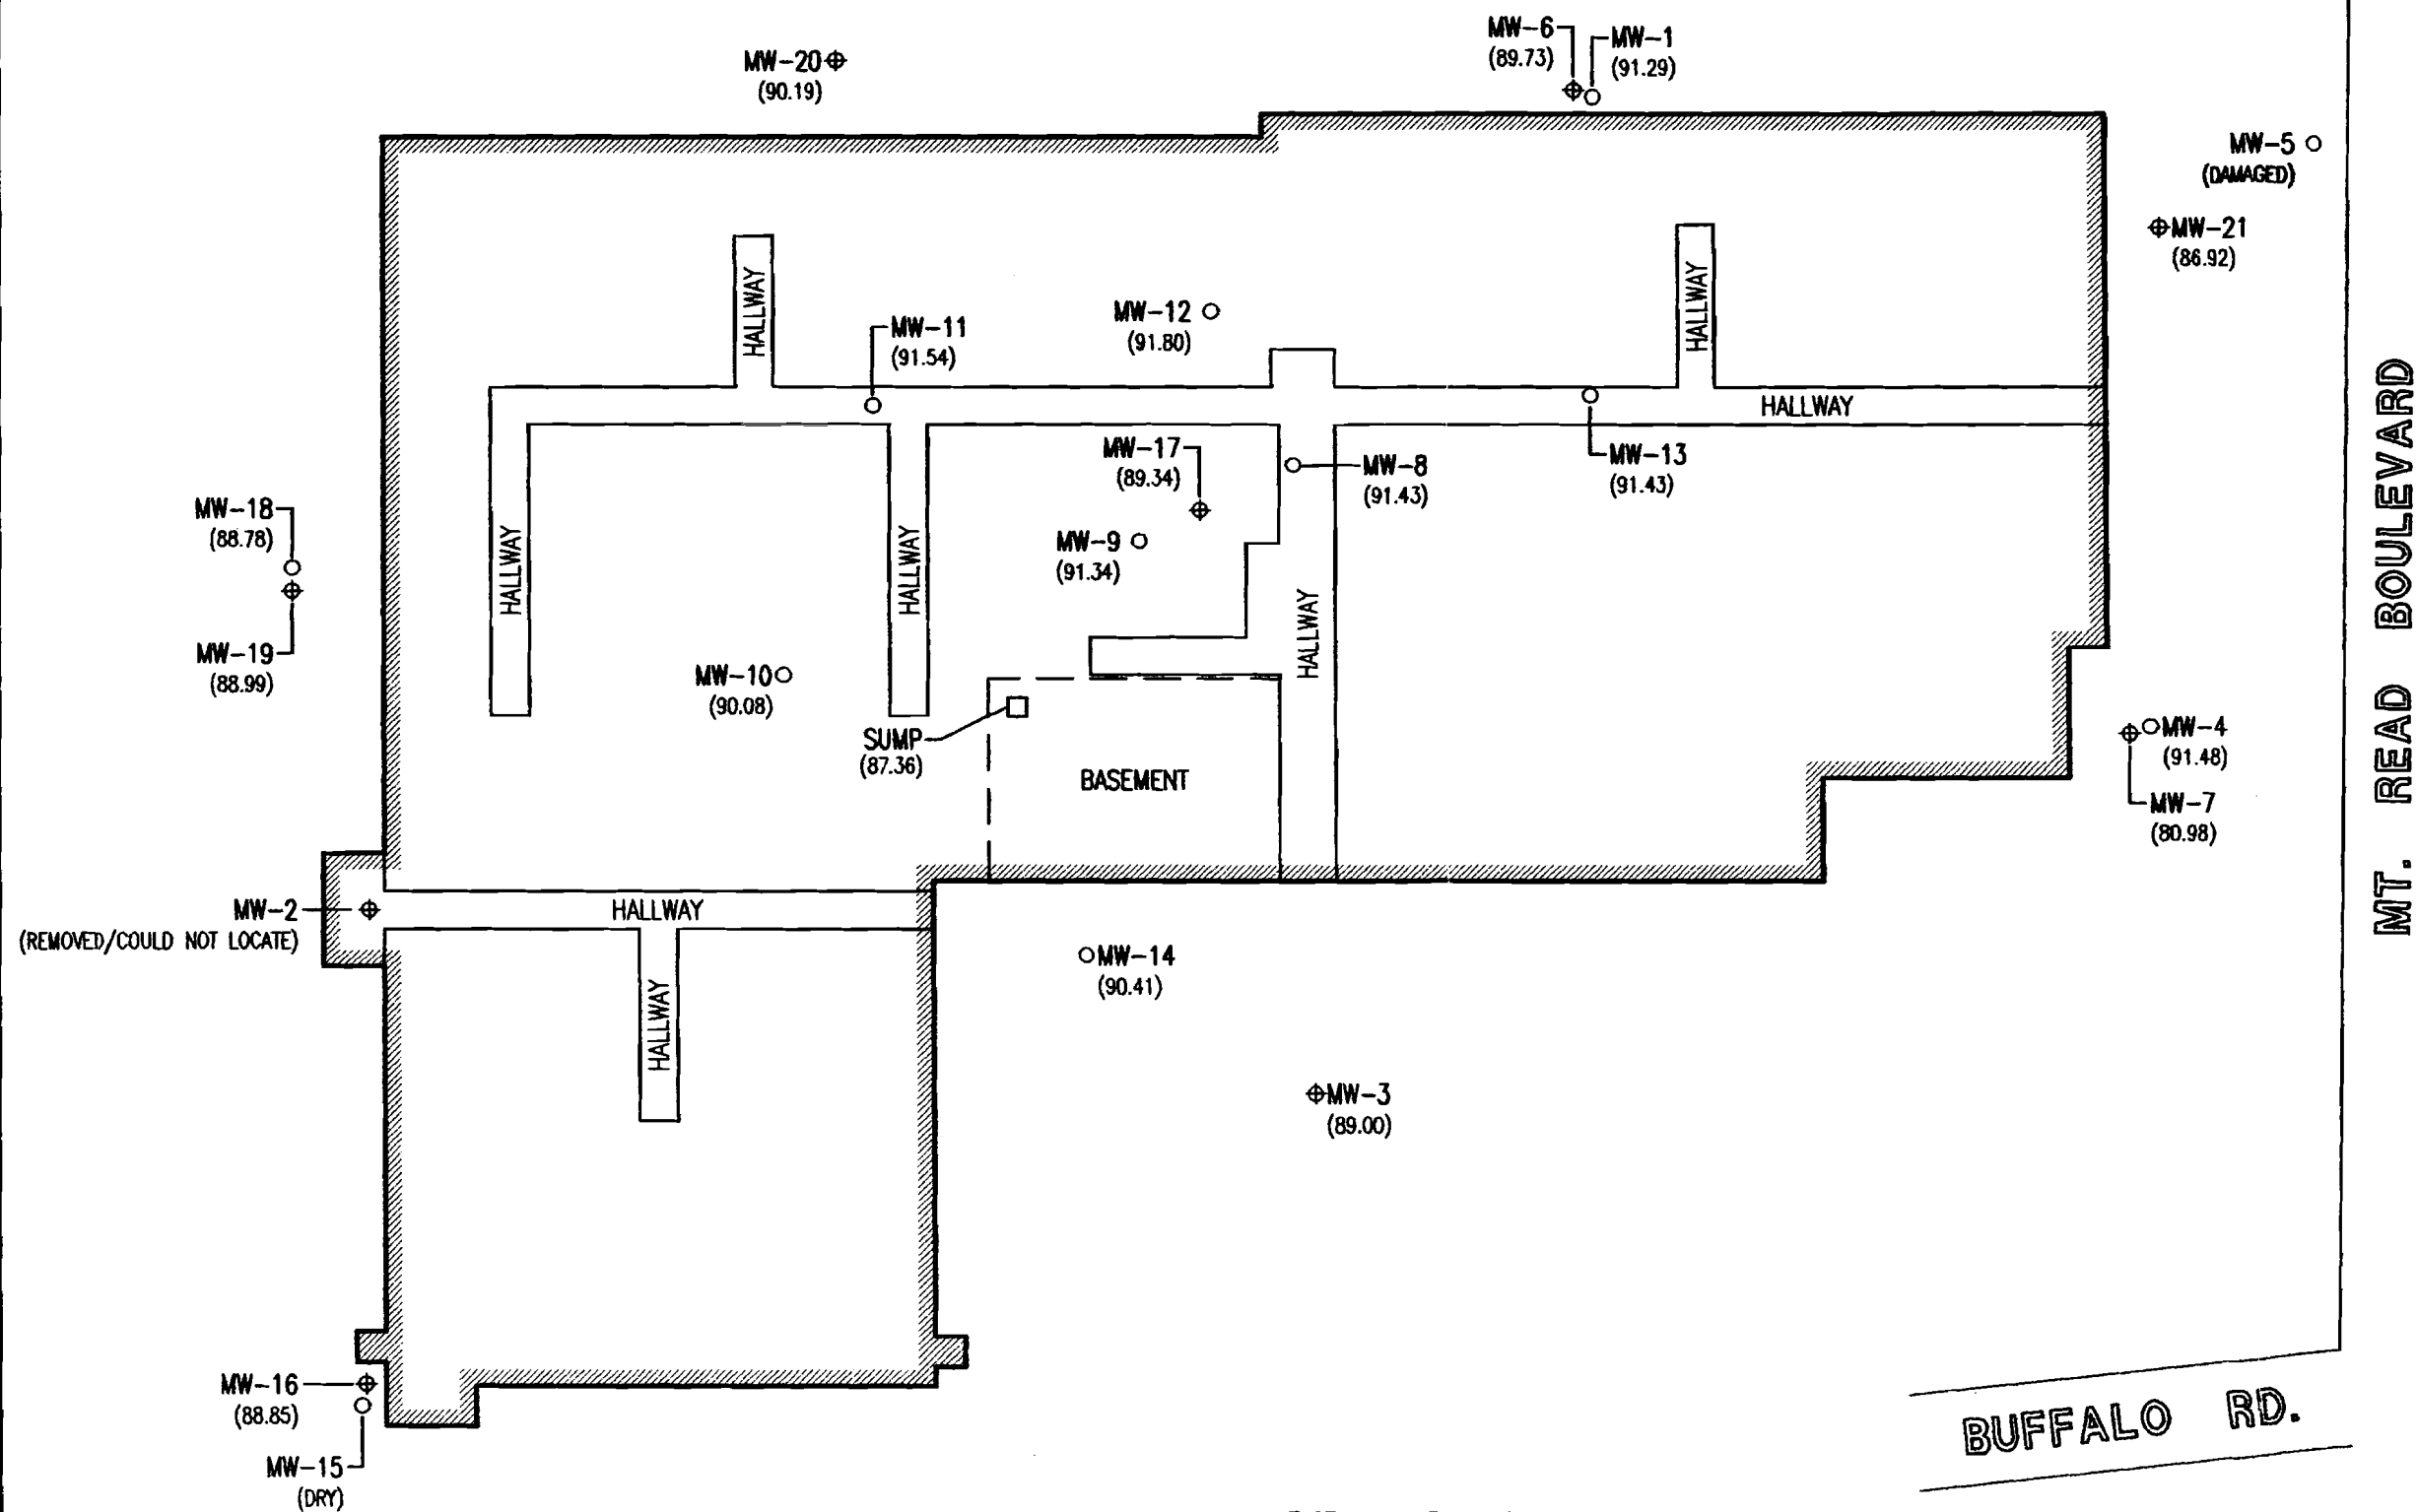 MW-6
(89.73)
MW-1
(91.29)
MW-20
(90.19)
MW-5
(DAMAGED)
MW-21
(86.92)
HALLWAY
HALLWAY
MW-12
(91.80)
MW-11
(91.54)
HALLWAY
MW-17
(89.34)
MW-8
(91.43)
MW-13
(91.43)
MW-18
(88.78)
MW-9
(91.34)
HALLWAY
HALLWAY
HALLWAY
MW-19
(88.99)
MW-10
(90.08)
SUMP
(87.36)
BASEMENT
MW-4
(91.48)
MW-7
(80.98)
MT. READ BOULEVARD
MW-2
(REMOVED/COULD NOT LOCATE)
HALLWAY
MW-14
(90.41)
HALLWAY
MW-3
(89.00)
MW-16
(88.85)
MW-15
(DRY)
BUFFALO RD.